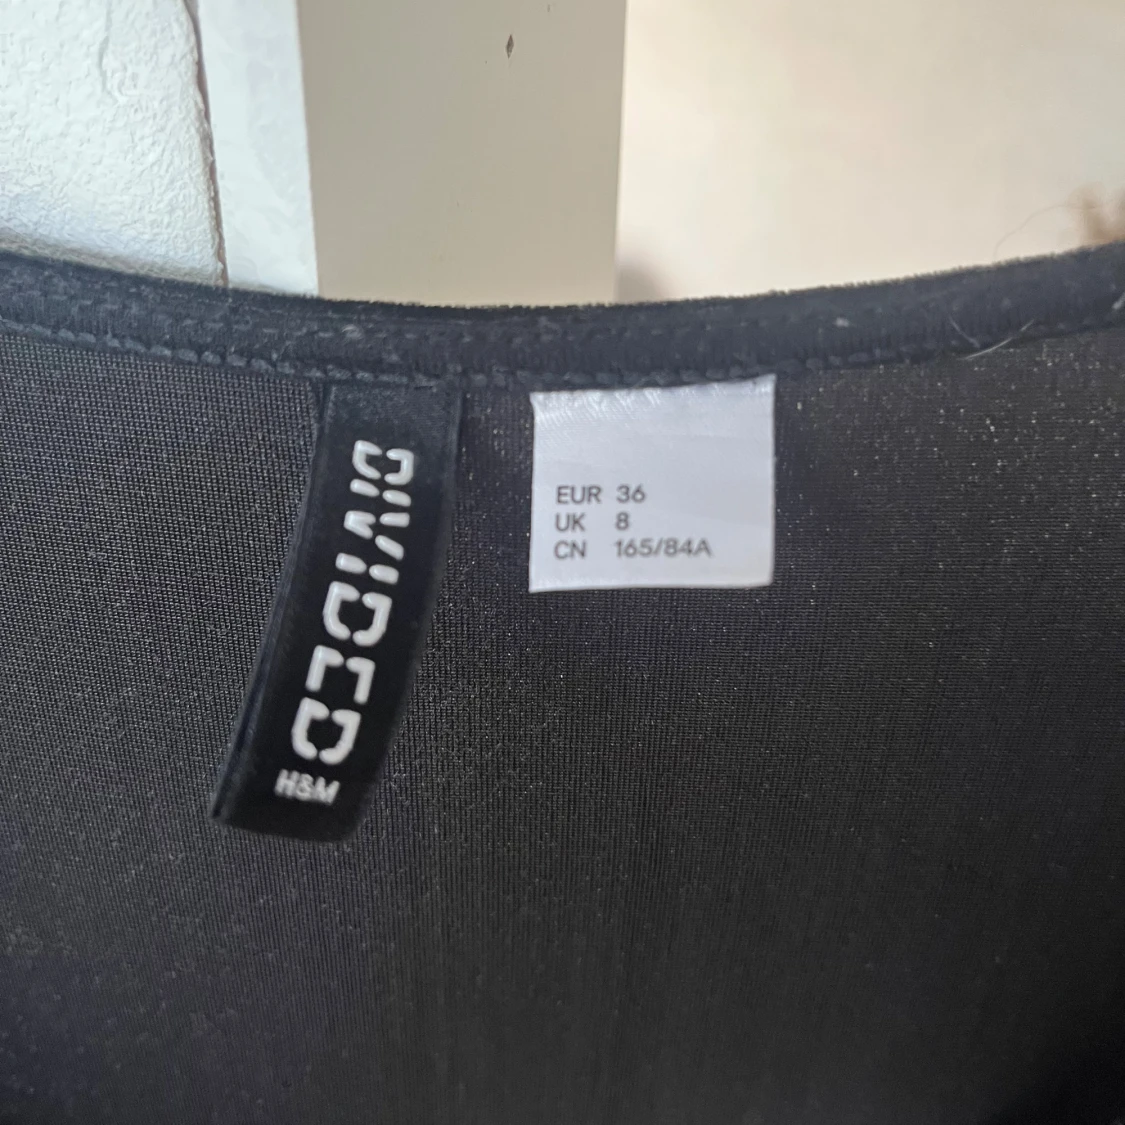 DIVIDED
H&M
EUR 36
UK 8
CN 165/84A